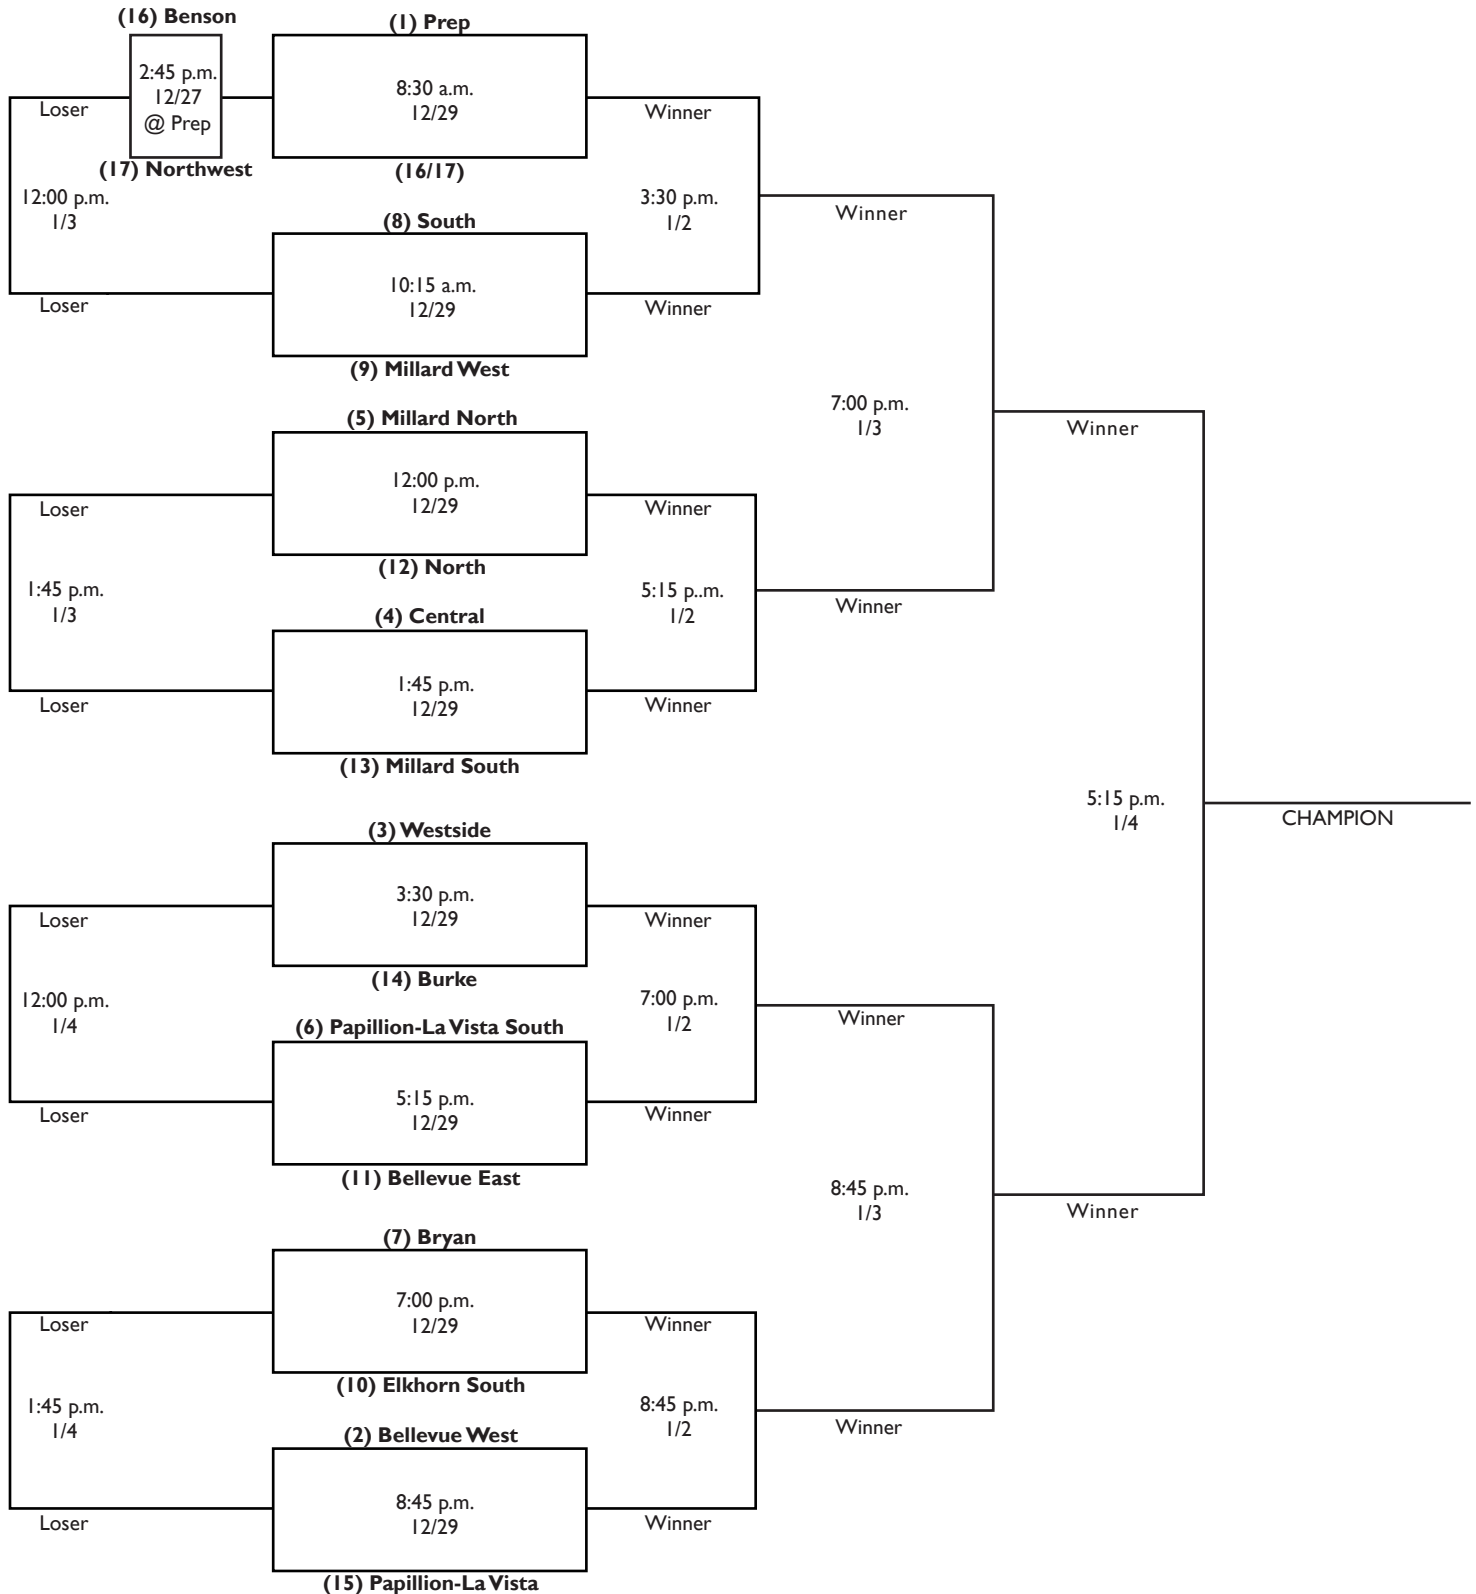 (16) Benson
(1) Prep
2:45 p.m.
12/27
@ Prep
8:30 a.m.
12/29
Loser
Winner
(17) Northwest
(16/17)
12:00 p.m.
1/3
3:30 p.m.
1/2
Winner
(8) South
10:15 a.m.
12/29
Loser
Winner
(9) Millard West
7:00 p.m.
1/3
Winner
(5) Millard North
12:00 p.m.
12/29
Loser
Winner
(12) North
1:45 p.m.
1/3
5:15 p..m.
1/2
Winner
(4) Central
1:45 p.m.
12/29
Loser
Winner
(13) Millard South
5:15 p.m.
1/4
CHAMPION
(3) Westside
3:30 p.m.
12/29
Loser
Winner
(14) Burke
12:00 p.m.
1/4
7:00 p.m.
1/2
Winner
(6) Papillion-La Vista South
5:15 p.m.
12/29
Loser
Winner
(11) Bellevue East
8:45 p.m.
1/3
Winner
(7) Bryan
7:00 p.m.
12/29
Loser
Winner
(10) Elkhorn South
1:45 p.m.
1/4
8:45 p.m.
1/2
Winner
(2) Bellevue West
8:45 p.m.
12/29
Loser
Winner
(15) Papillion-La Vista